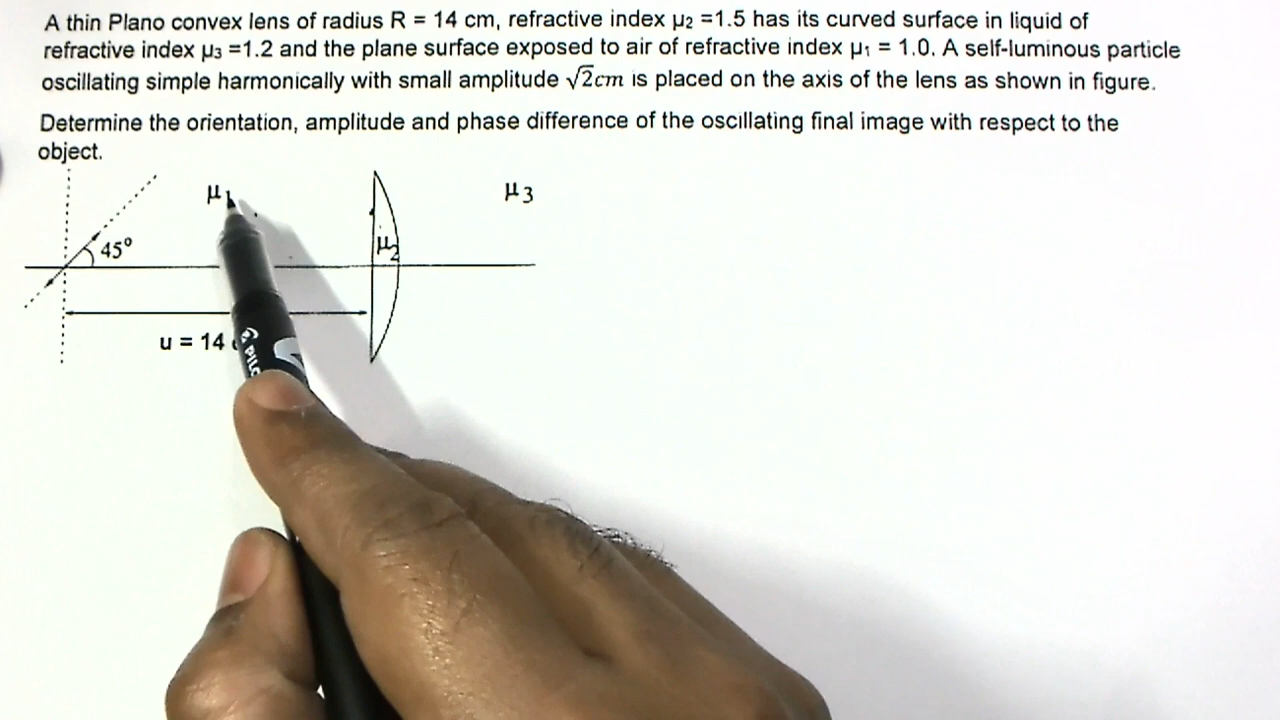 A thin Plano convex lens of radius R = 14 cm, refractive index μ₂ =1.5 has its curved surface in liquid of
refractive index μ₃ =1.2 and the plane surface exposed to air of refractive index μ₁ = 1.0. A self-luminous particle
oscillating simple harmonically with small amplitude √2cm is placed on the axis of the lens as shown in figure.
Determine the orientation, amplitude and phase difference of the oscillating final image with respect to the
object.
μ₁
μ3
45°
μ₂
u = 14
PILO